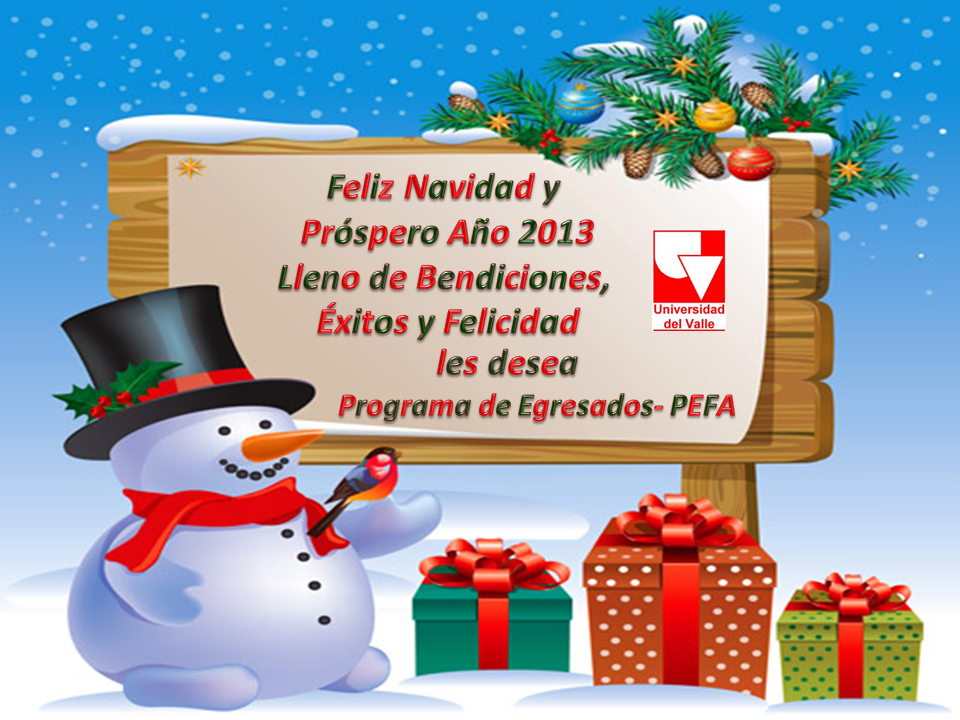 Feliz Navidad y
Próspero Año 2013
Lleno de Bendiciones,
Éxitos y Felicidad
les desea
Programa de Egresados- PEFA
Universidad
del Valle